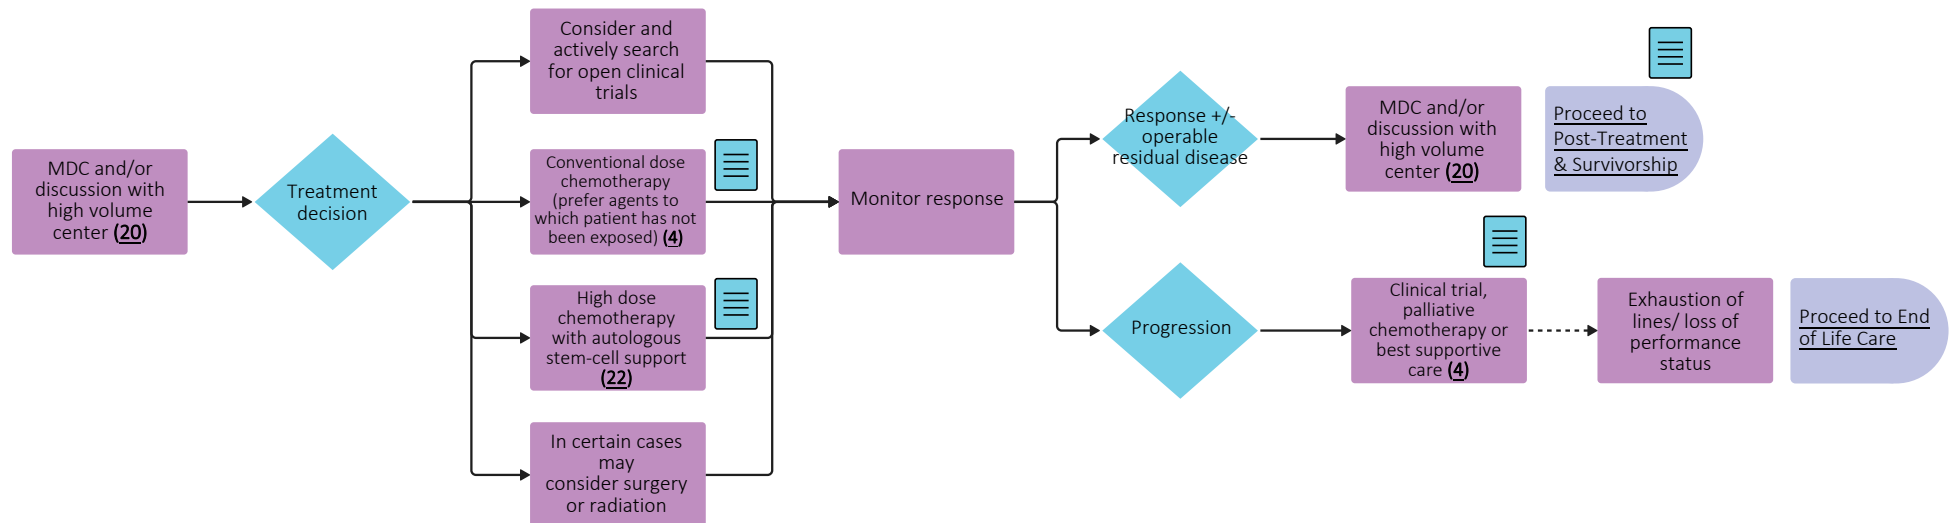 MDC and/or
discussion with
high volume
center (20)
Treatment
decision
Consider and
actively search
for open clinical
trials
Conventional dose
chemotherapy
(prefer agents to
which patient has not
been exposed) (4)
High dose
chemotherapy
with autologous
stem-cell support
(22)
In certain cases
may
consider surgery
or radiation
Monitor response
Response +/-
operable
residual disease
MDC and/or
discussion with
high volume
center (20)
Proceed to
Post-Treatment
& Survivorship
Progression
Clinical trial,
palliative
chemotherapy or
best supportive
care (4)
Exhaustion of
lines/ loss of
performance
status
Proceed to End
of Life Care